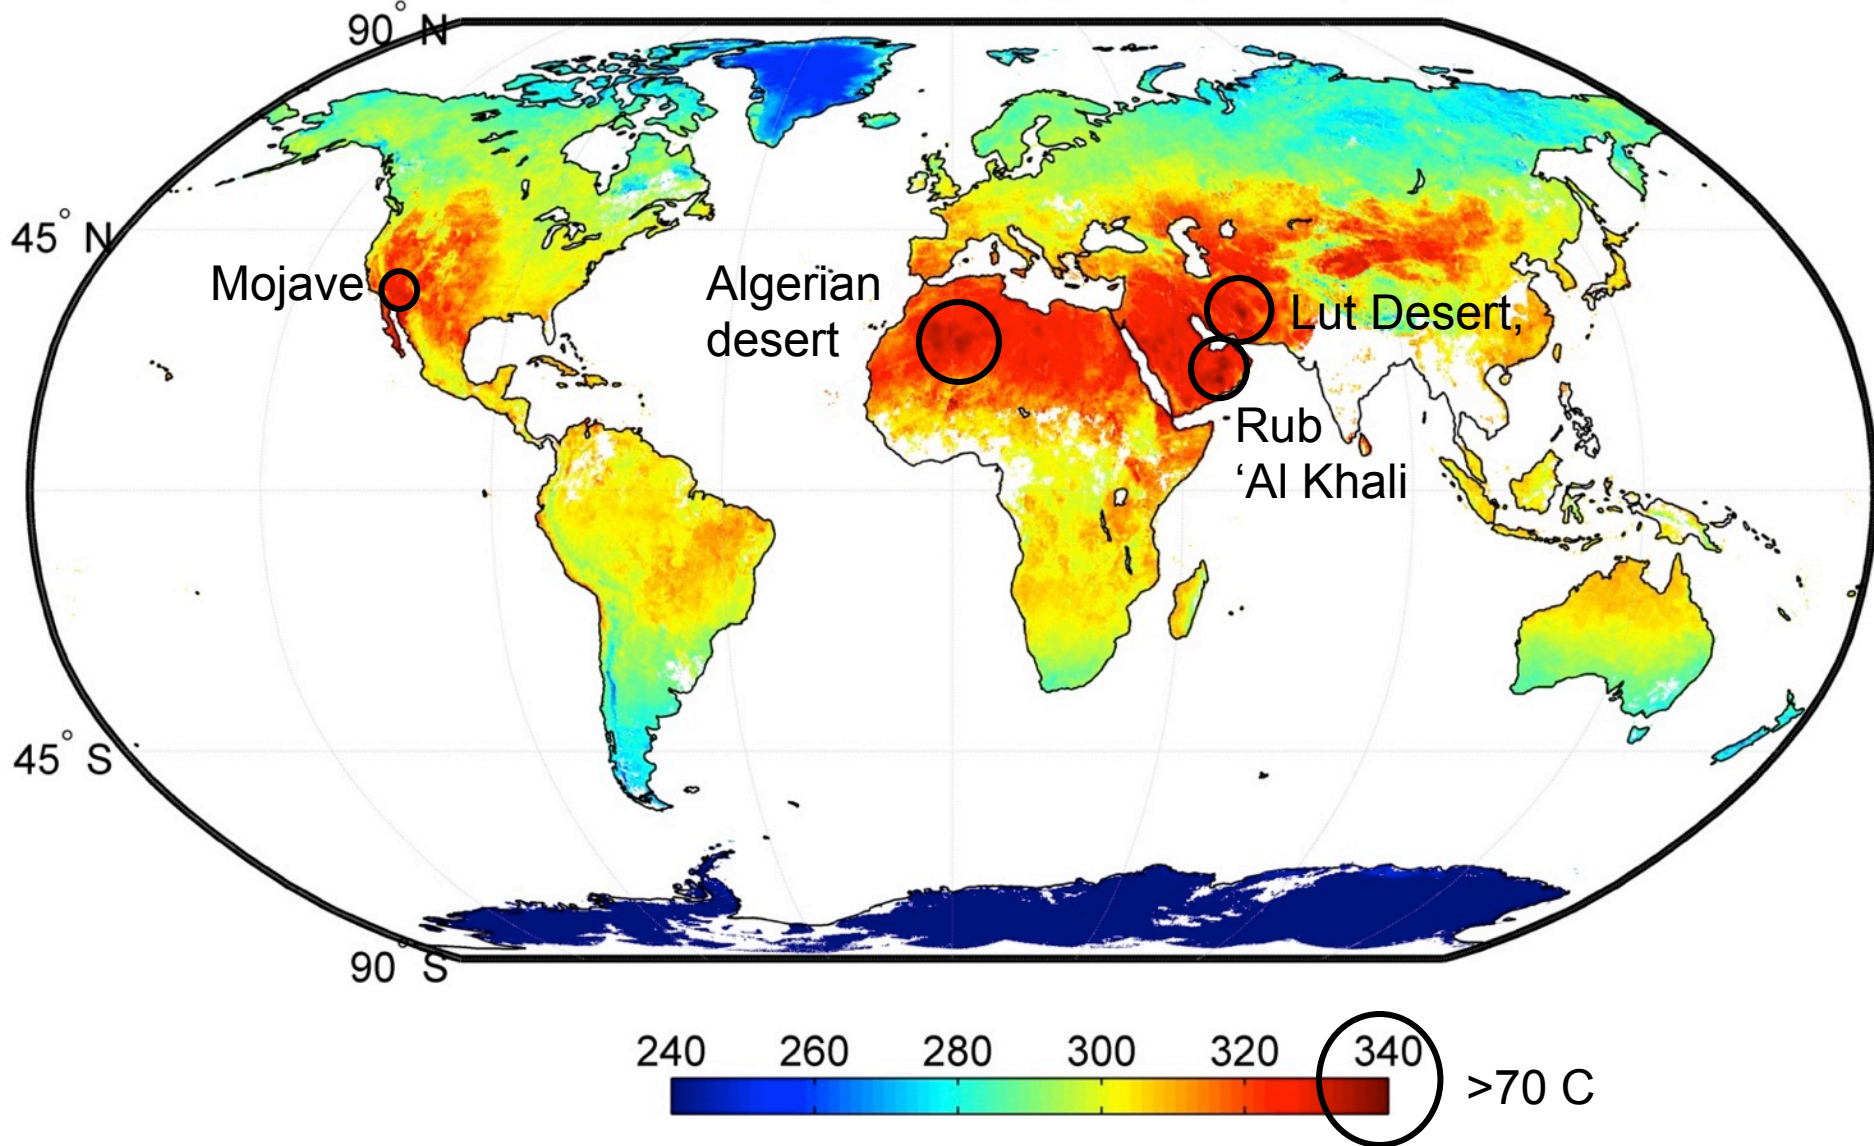 90° N
45° N
Mojave
Algerian
desert
Lut Desert,
Rub
‘Al Khali
45° S
90° S
240 260 280 300 320 340
>70 C